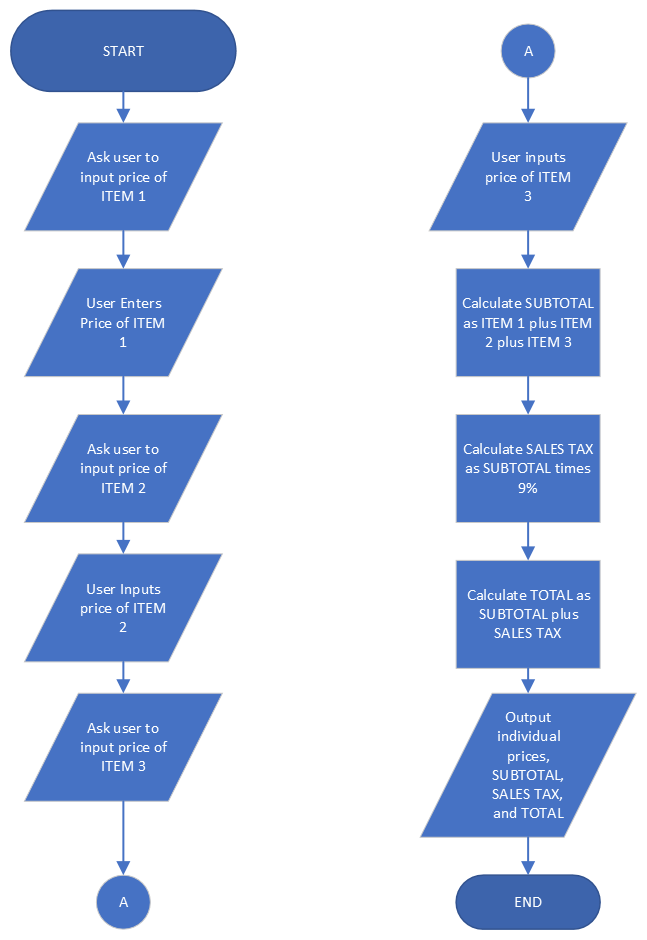 START
Ask user to
input price of
ITEM 1
User Enters
Price of ITEM
1
Ask user to
input price of
ITEM 2
User Inputs
price of ITEM
2
Ask user to
input price of
ITEM 3
A
A
User inputs
price of ITEM
3
Calculate SUBTOTAL
as ITEM 1 plus ITEM
2 plus ITEM 3
Calculate SALES TAX
as SUBTOTAL times
9%
Calculate TOTAL as
SUBTOTAL plus
SALES TAX
Output
individual
prices,
SUBTOTAL,
SALES TAX,
and TOTAL
END